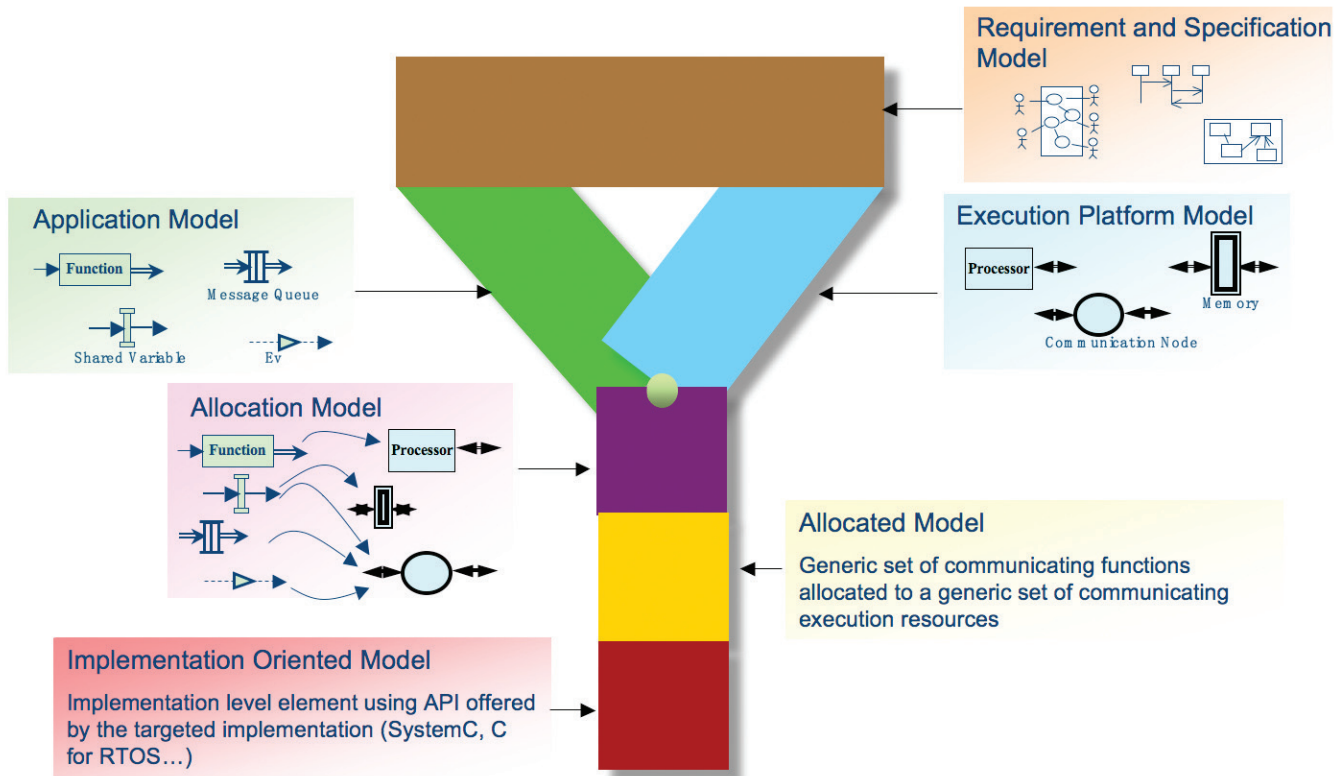 Requirement and Specification
Model
Application Model
Function
Message Queue
Shared Variable
Ev
Execution Platform Model
Processor
Memory
Communication Node
Allocation Model
Function
Processor
Allocated Model
Generic set of communicating functions
allocated to a generic set of communicating
execution resources
Implementation Oriented Model
Implementation level element using API offered
by the targeted implementation (SystemC, C
for RTOS…)